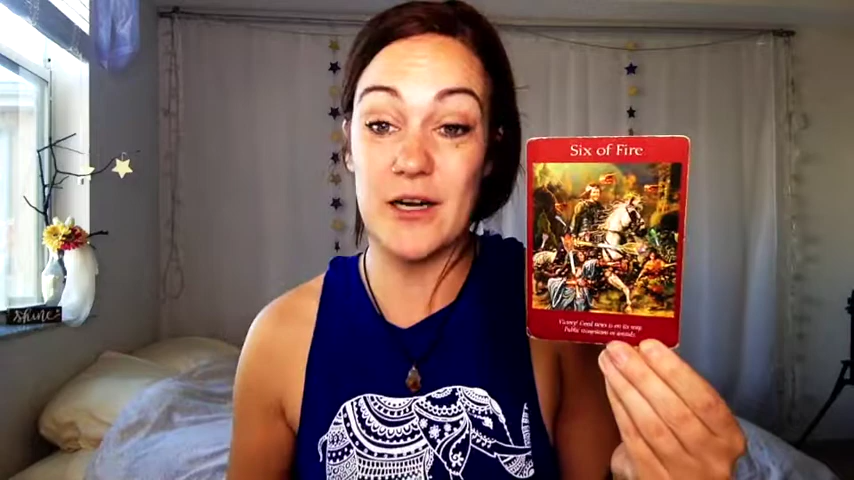 Six of Fire
Victory! Good news is on its way.
Public recognition or awards.
shine